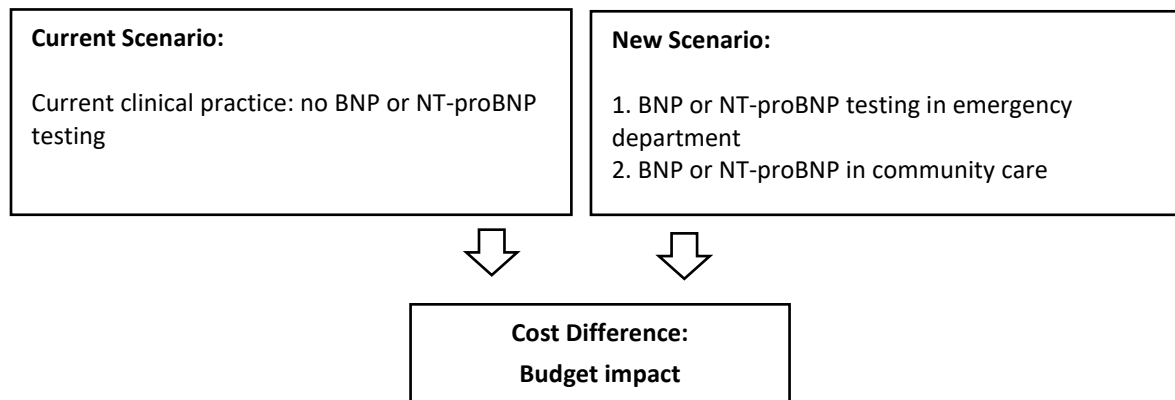 Current Scenario:
Current clinical practice: no BNP or NT-proBNP
testing
New Scenario:
1. BNP or NT-proBNP testing in emergency
department
2. BNP or NT-proBNP in community care
Cost Difference:
Budget impact